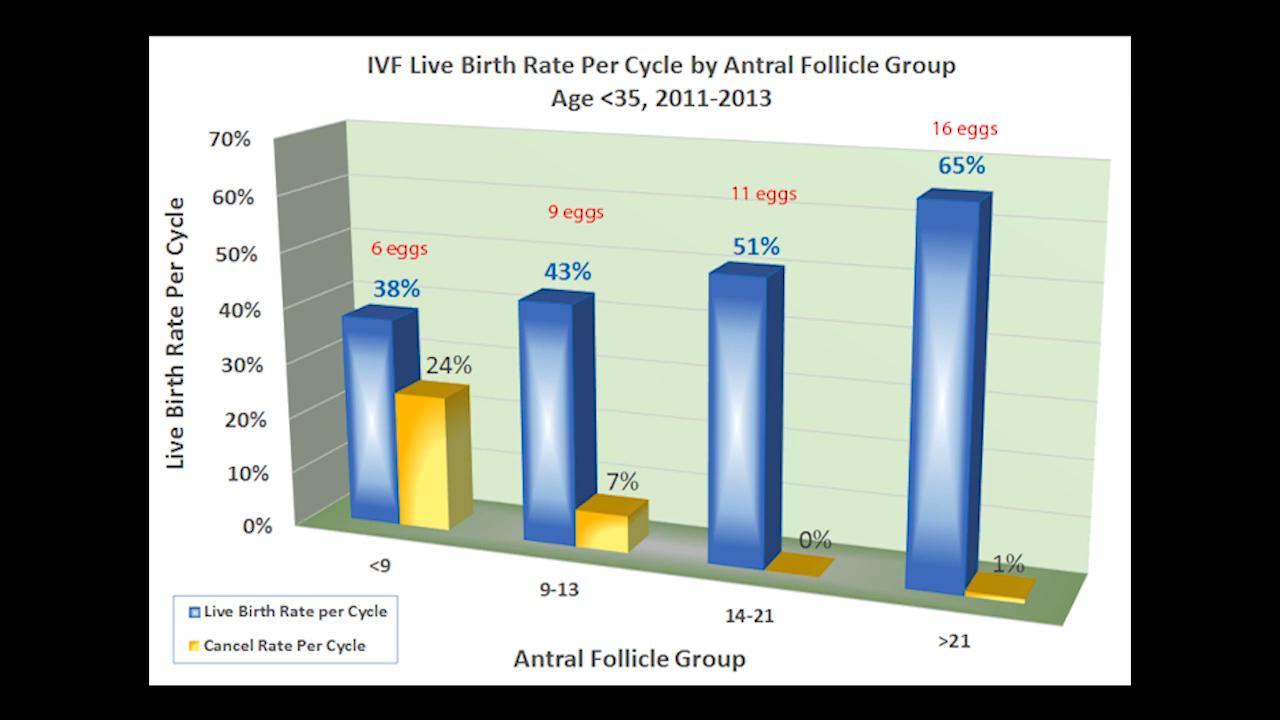 IVF Live Birth Rate Per Cycle by Antral Follicle Group
Age <35, 2011-2013
Live Birth Rate Per Cycle
70%
60%
50%
40%
30%
20%
10%
0%
6 eggs
38%
24%
9 eggs
43%
7%
11 eggs
51%
0%
16 eggs
65%
1%
<9
9-13
14-21
>21
Antral Follicle Group
Live Birth Rate per Cycle
Cancel Rate Per Cycle